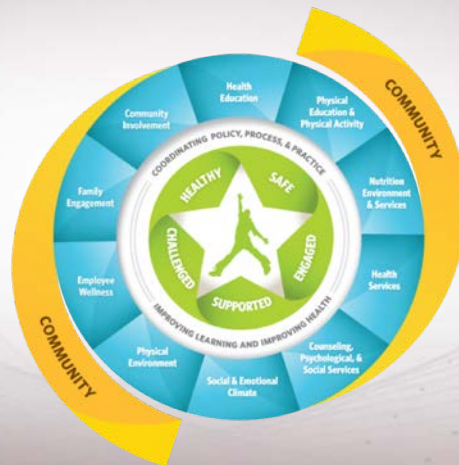 COMMUNITY
Health
Education
Physical
Education &
Physical Activity
Nutrition
Environment
& Services
Health
Services
Counseling,
Psychological, &
Social Services
Social & Emotional
Climate
Physical
Environment
Employee
Wellness
Family
Engagement
Community
Involvement
COORDINATING POLICY, PROCESS, & PRACTICE
HEALTHY
SAFE
ENGAGED
SUPPORTED
CHALLENGED
IMPROVING LEARNING AND IMPROVING HEALTH
COMMUNITY